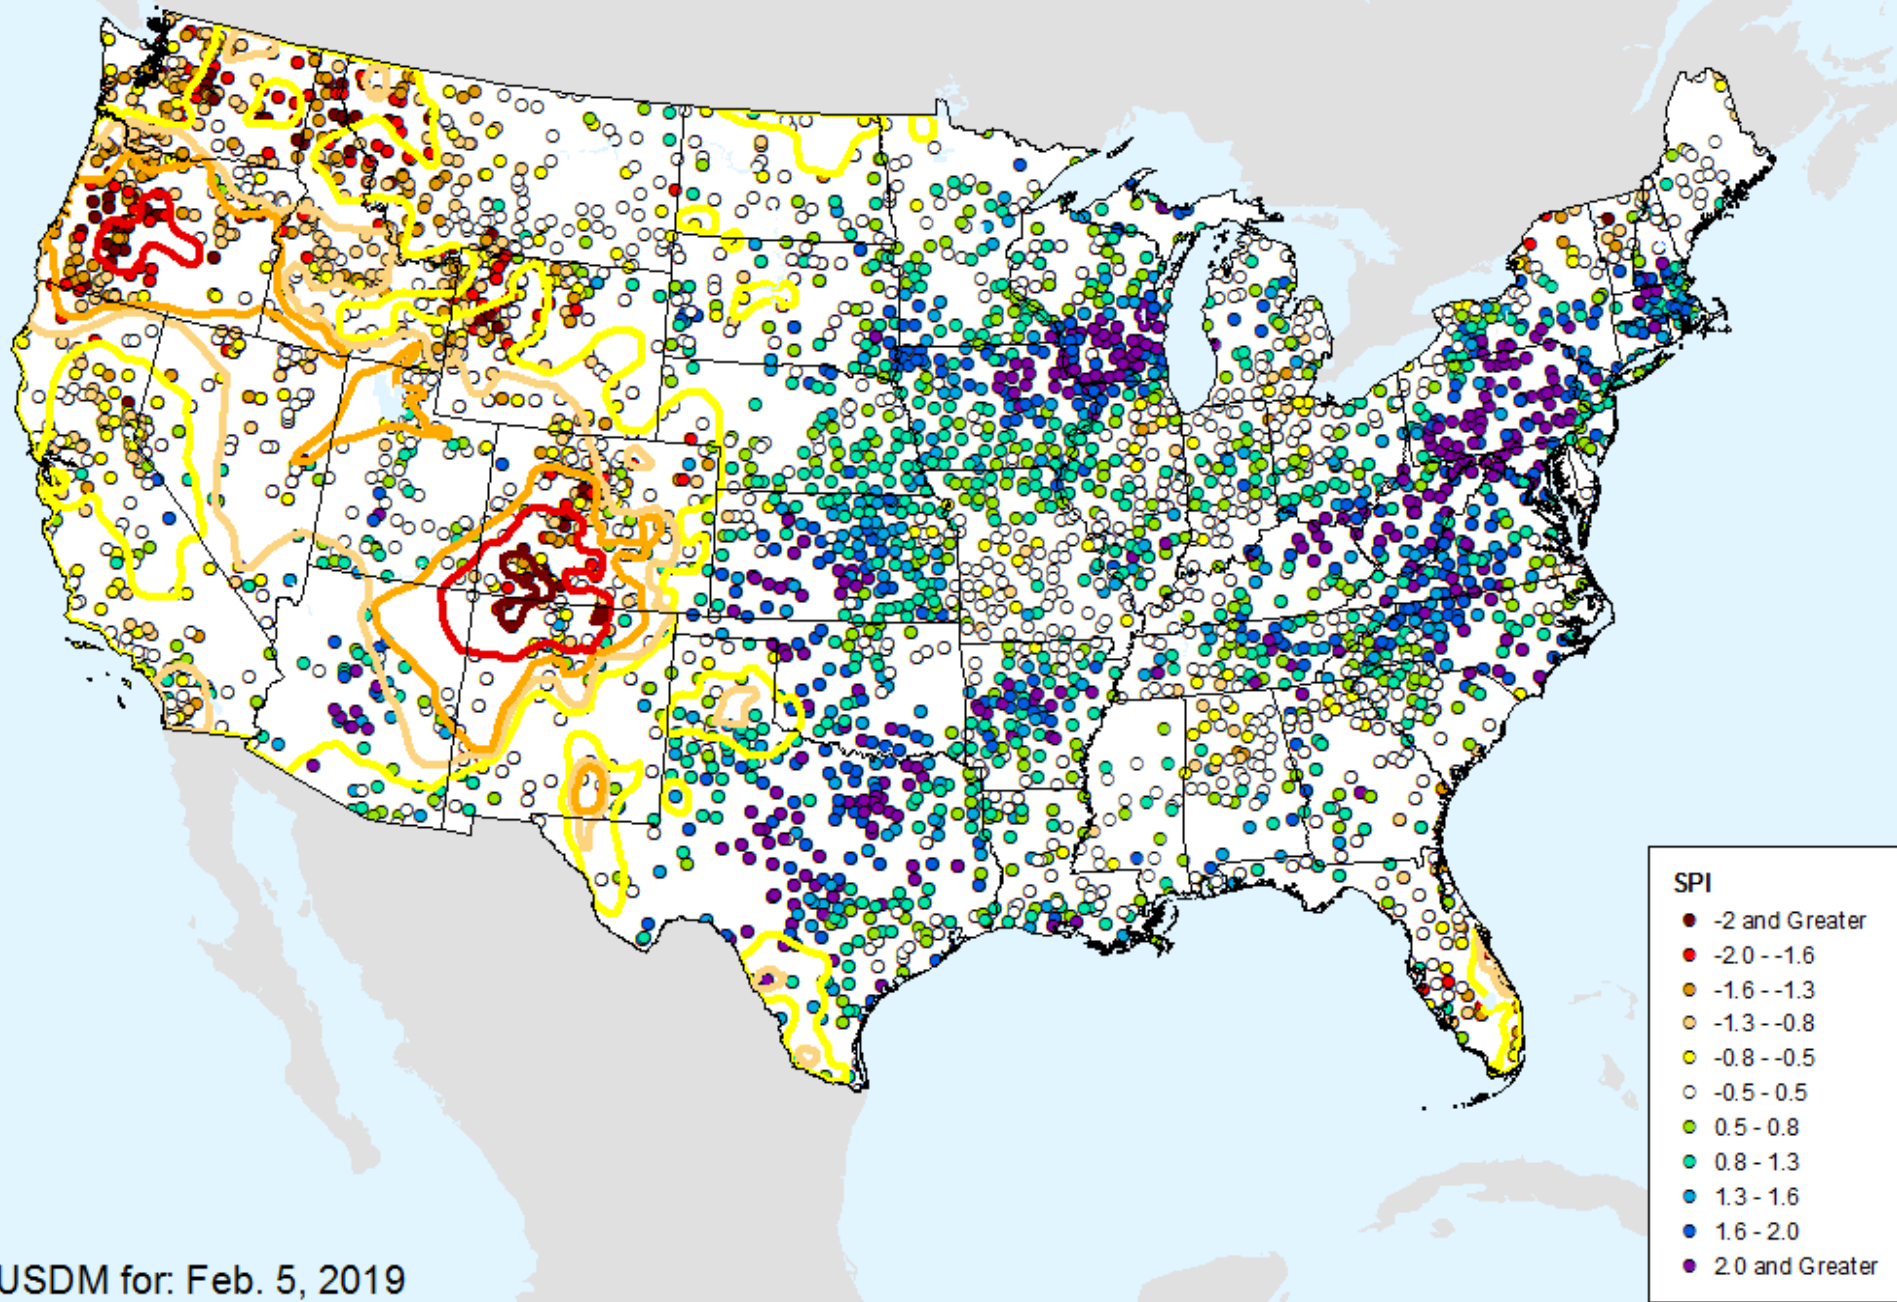 SPI
-2 and Greater
-2.0 - -1.6
-1.6 - -1.3
-1.3 - -0.8
-0.8 - -0.5
-0.5 - 0.5
0.5 - 0.8
0.8 - 1.3
1.3 - 1.6
1.6 - 2.0
2.0 and Greater
USDM for: Feb. 5, 2019